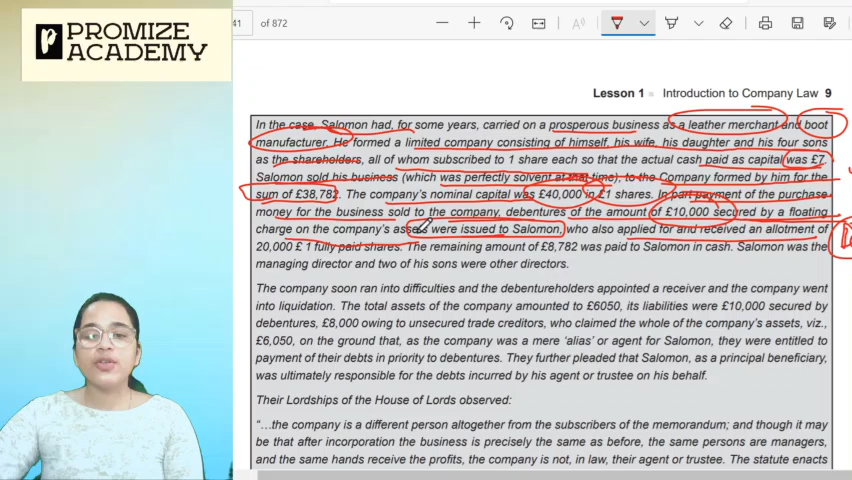 PROMIZE
ACADEMY
41 of 872
Lesson 1 Introduction to Company Law 9
In the case, Salomon had, for some years, carried on a prosperous business as a leather merchant and boot
manufacturer. He formed a limited company consisting of himself, his wife, his daughter and his four sons
as the shareholders, all of whom subscribed to 1 share each so that the actual cash paid as capital was £7.
Salomon sold his business (which was perfectly solvent at that time), to the Company formed by him for the
sum of £38,782. The company's nominal capital was £40,000 in £1 shares. In part payment of the purchase
money for the business sold to the company, debentures of the amount of £10,000 secured by a floating
charge on the company's assets were issued to Salomon, who also applied for and received an allotment of
20,000 £ 1 fully paid shares. The remaining amount of £8,782 was paid to Salomon in cash. Salomon was the
managing director and two of his sons were other directors.
The company soon ran into difficulties and the debentureholders appointed a receiver and the company went
into liquidation. The total assets of the company amounted to £6050, its liabilities were £10,000 secured by
debentures, £8,000 owing to unsecured trade creditors, who claimed the whole of the company's assets, viz.,
£6,050, on the ground that, as the company was a mere 'alias' or agent for Salomon, they were entitled to
payment of their debts in priority to debentures. They further pleaded that Salomon, as a principal beneficiary,
was ultimately responsible for the debts incurred by his agent or trustee on his behalf.
Their Lordships of the House of Lords observed:
"…the company is a different person altogether from the subscribers of the memorandum; and though it may
be that after incorporation the business is precisely the same as before, the same persons are managers,
and the same hands receive the profits, the company is not, in law, their agent or trustee. The statute enacts